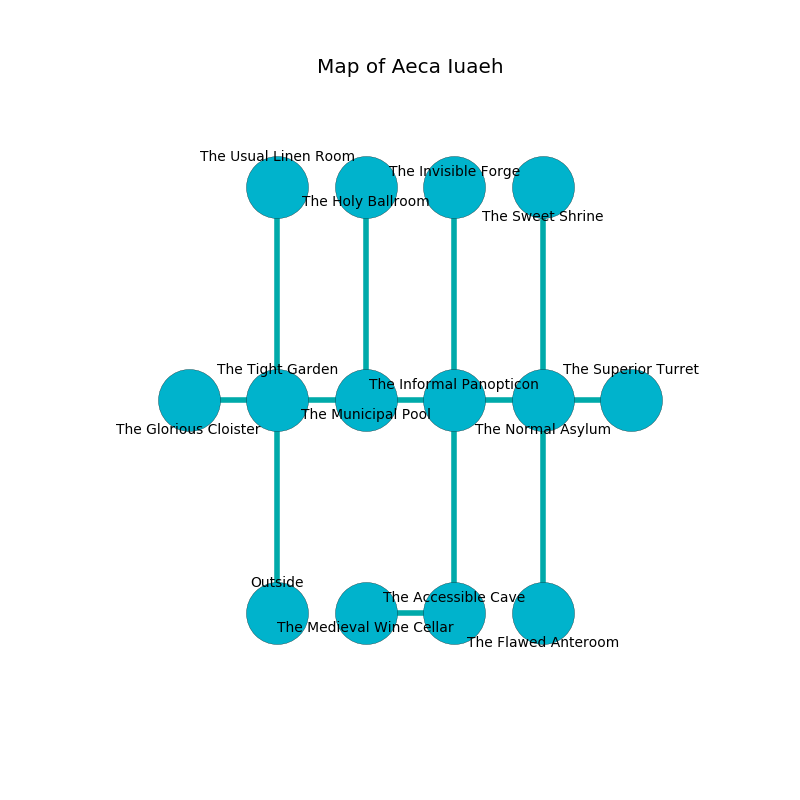 Map of Aeca Iuaeh
The Usual Linen Room
The Invisible Forge
The Holy Ballroom
The Sweet Shrine
The Tight Garden
The Superior Turret
The Informal Panopticon
The Municipal Pool
The Glorious Cloister
The Normal Asylum
Outside
The Accessible Cave
The Medieval Wine Cellar
The Flawed Anteroom